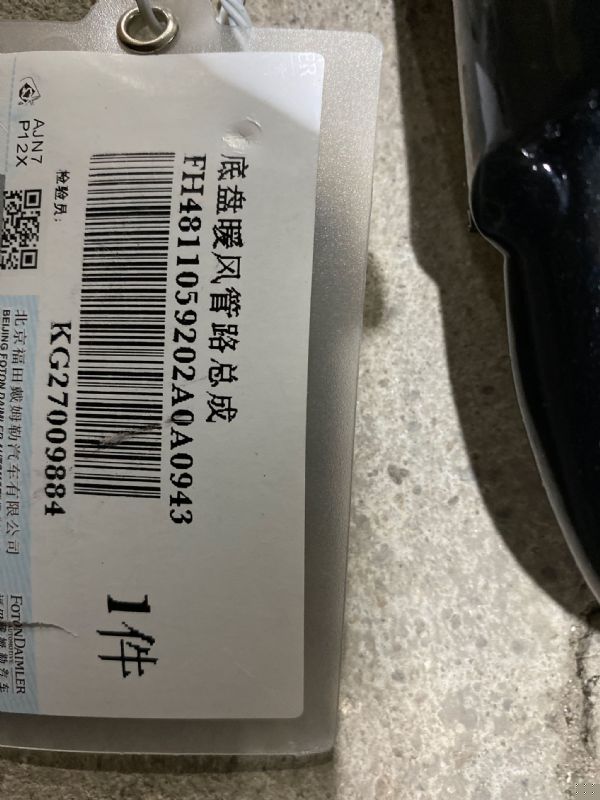 底盘暖风管路总成
FH4811059202A0A0943
KG27009884
1件
检验员:
AJN7
P12X
北京福田戴姆勒汽车有限公司
BEIJING FOTON DAIMLER
FOTONDAIMLER